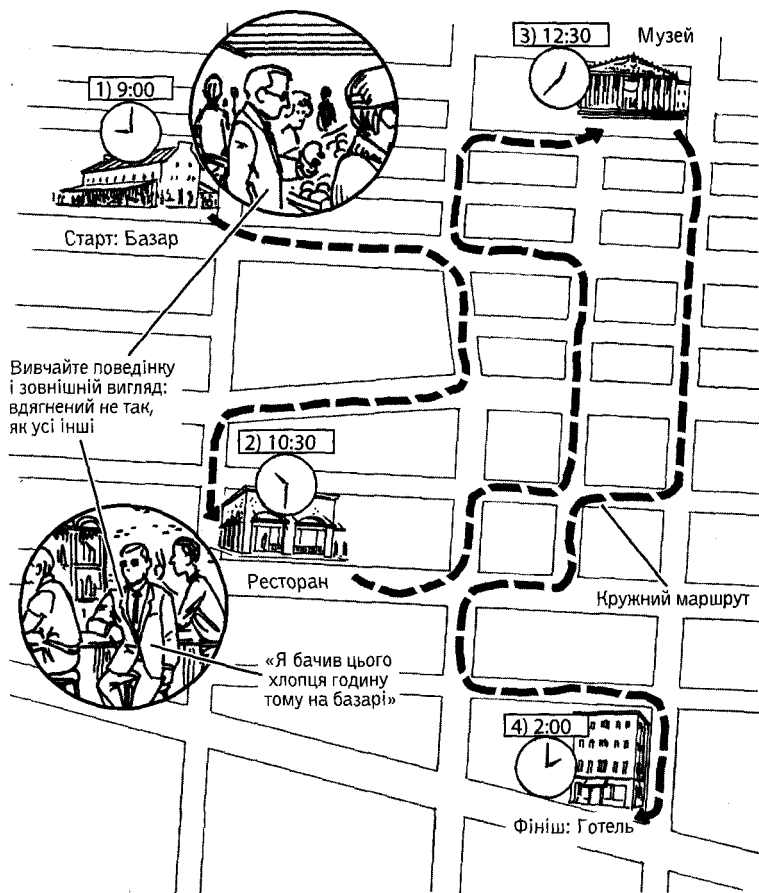 3) 12:30
Музей
1) 9:00
Старт: Базар
Вивчайте поведінку
і зовнішній вигляд:
вдягнений не так,
як усі інші
2) 10:30
Ресторан
Кружний маршрут
«Я бачив цього
хлопця годину
тому на базарі»
4) 2:00
Фініш: Готель